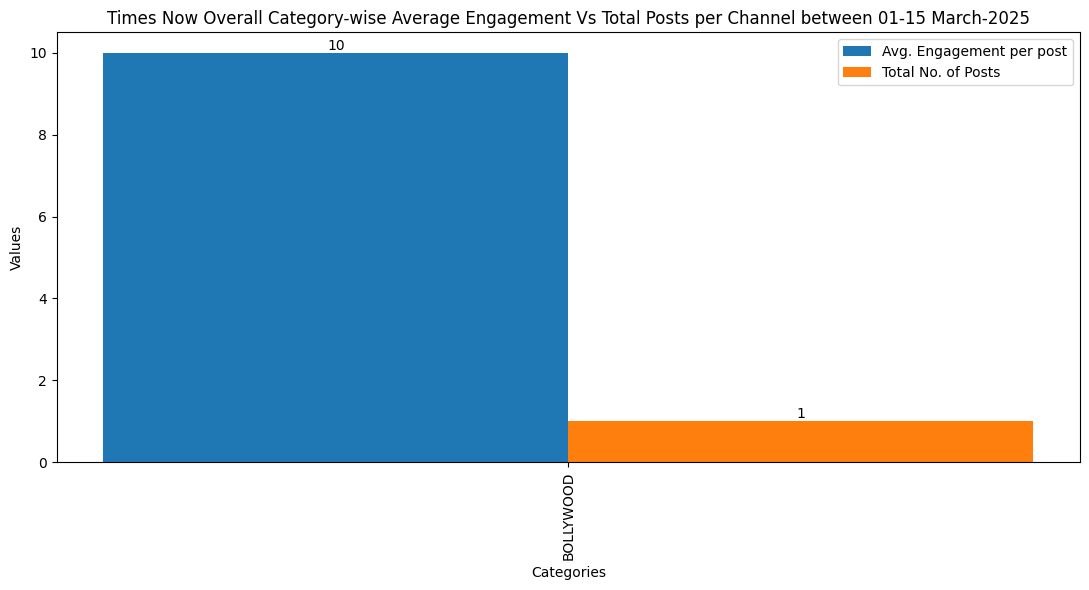 Times Now Overall Category-wise Average Engagement Vs Total Posts per Channel between 01-15 March-2025
Avg. Engagement per post
Total No. of Posts
10
1
10
8
6
4
2
0
Values
BOLLYWOOD
Categories